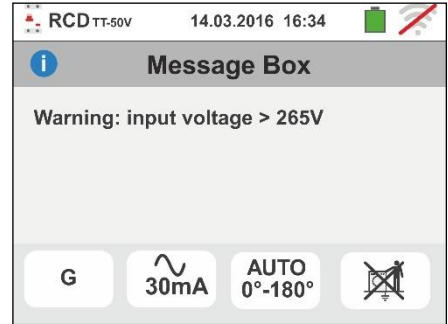 RCD TT-50V 14.03.2016 16:34
i Message Box
Warning: input voltage > 265V
G 30mA AUTO
0°-180°